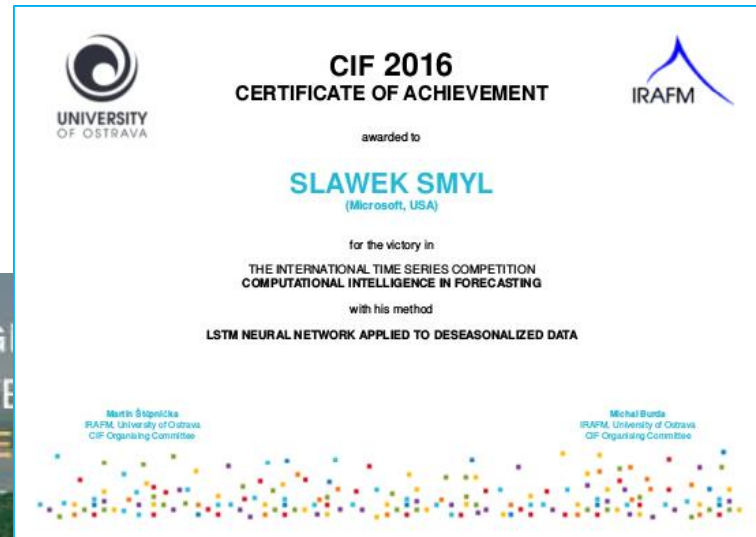 UNIVERSITY
OF OSTRAVA
CIF 2016
CERTIFICATE OF ACHIEVEMENT
IRAFM
awarded to
SLAWEK SMYL
(Microsoft, USA)
for the victory in
THE INTERNATIONAL TIME SERIES COMPETITION
COMPUTATIONAL INTELLIGENCE IN FORECASTING
with his method
LSTM NEURAL NETWORK APPLIED TO DESEASONALIZED DATA
Martin Štěpnička
IRAFM, University of Ostrava
CIF Organising Committee
Michal Burda
IRAFM, University of Ostrava
CIF Organising Committee